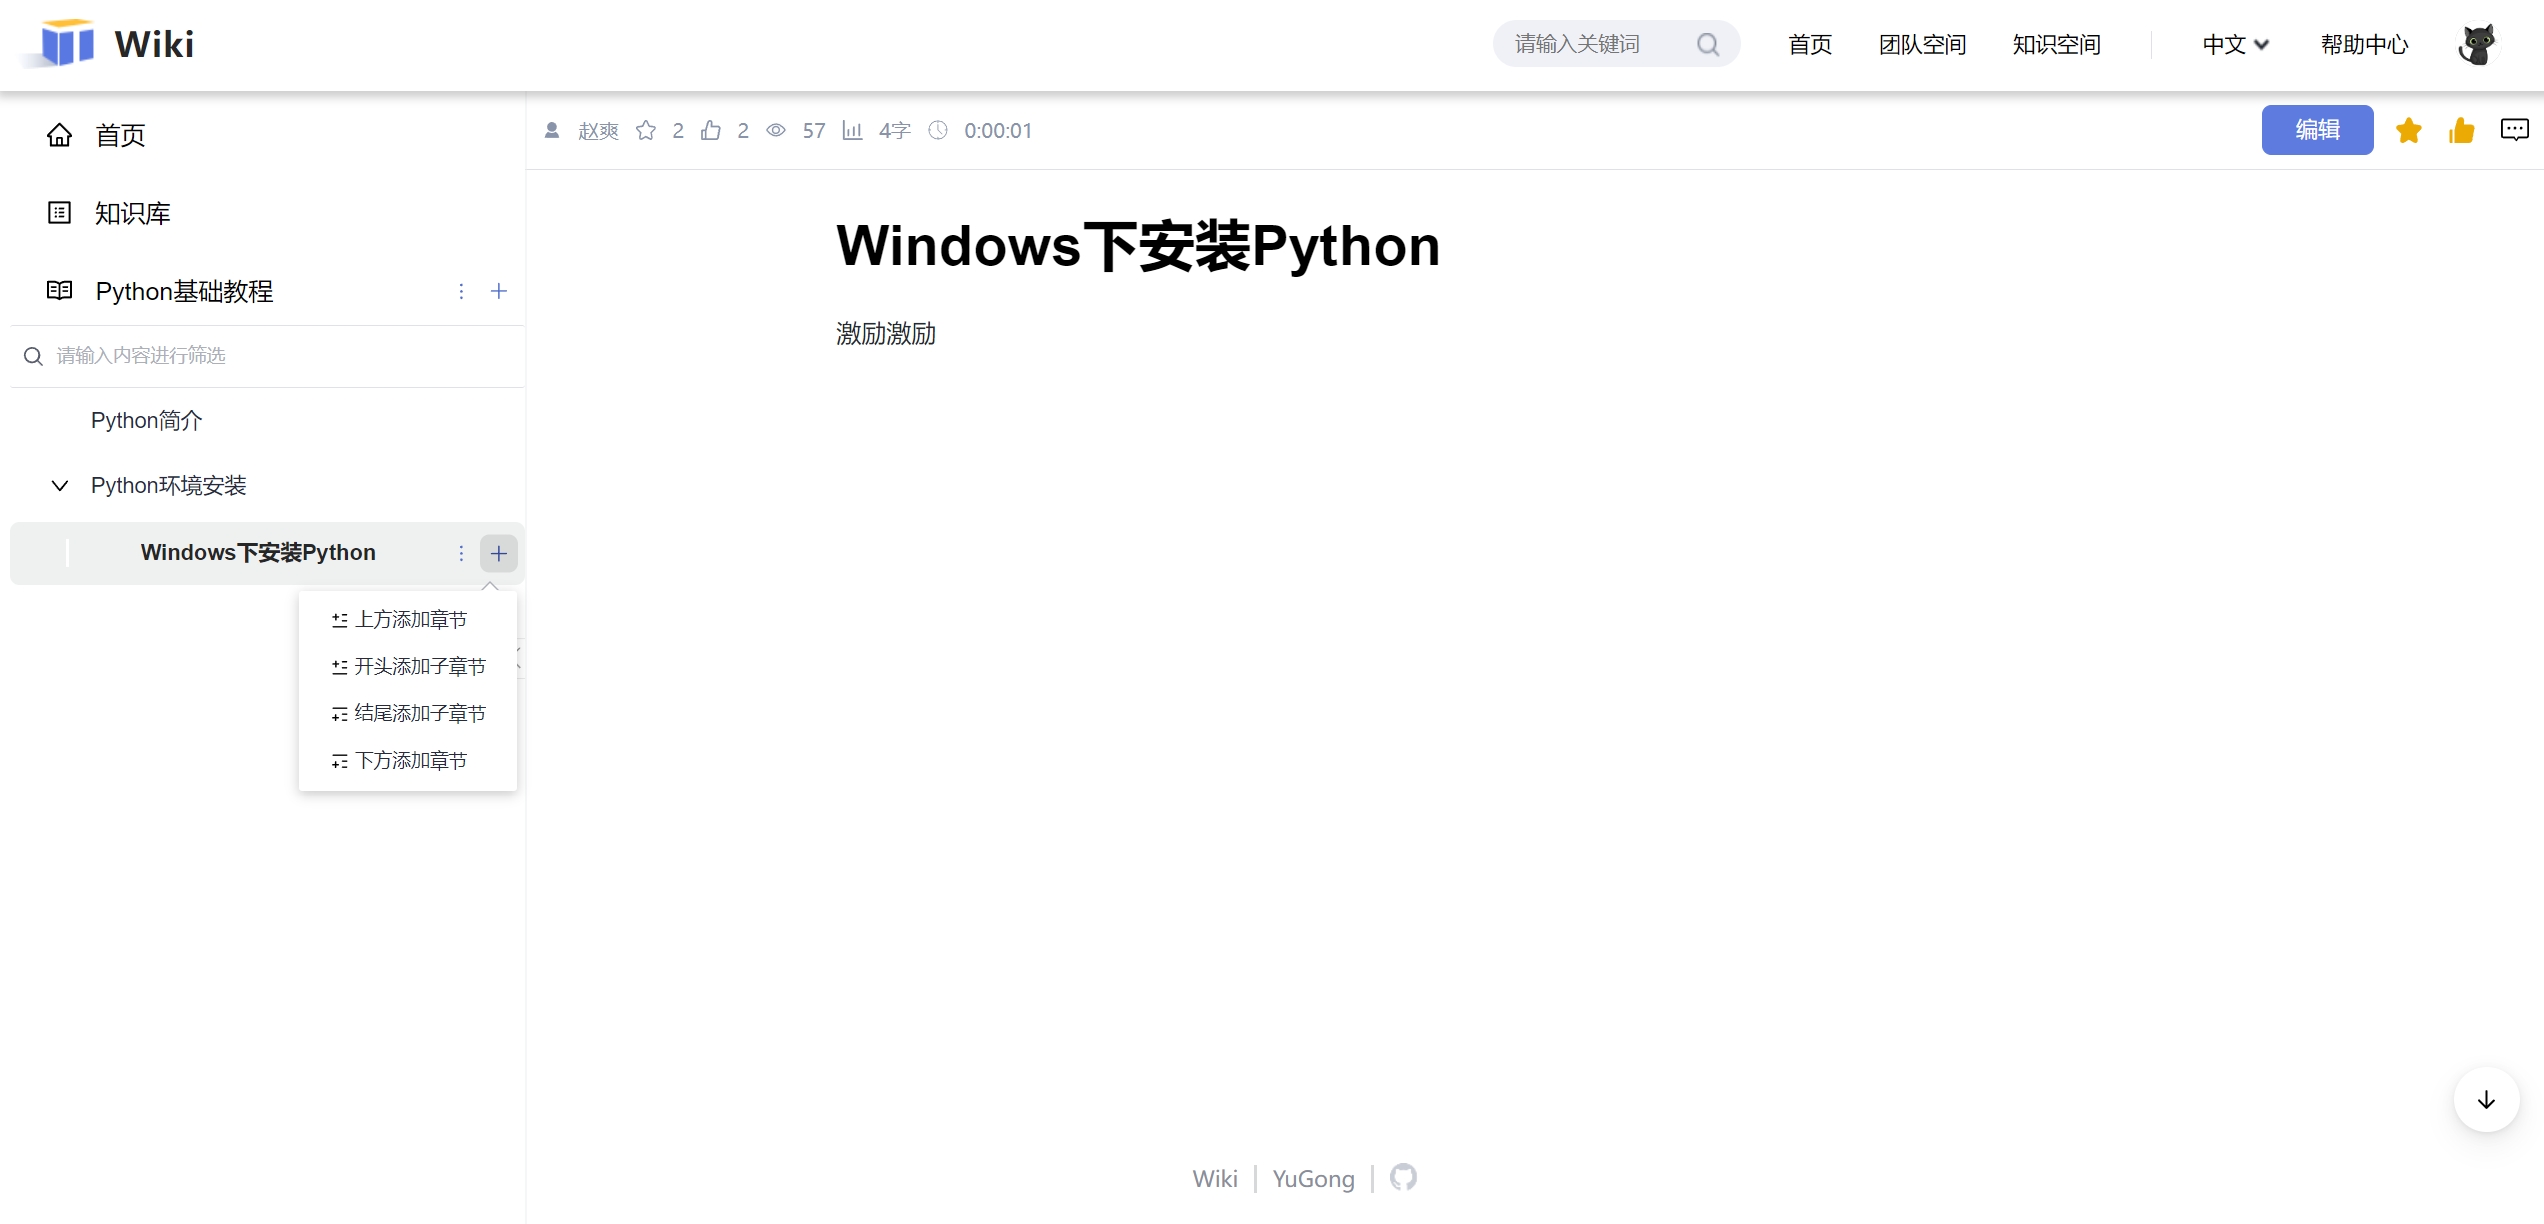 Wiki
请输入关键词
首页
团队空间
知识空间
中文
帮助中心
首页
知识库
Python基础教程
请输入内容进行筛选
Python简介
Python环境安装
Windows下安装Python
上方添加章节
开头添加子章节
结尾添加子章节
下方添加章节
赵爽 2 2 57 4字 0:00:01
编辑
Windows下安装Python
激励激励
Wiki | YuGong |